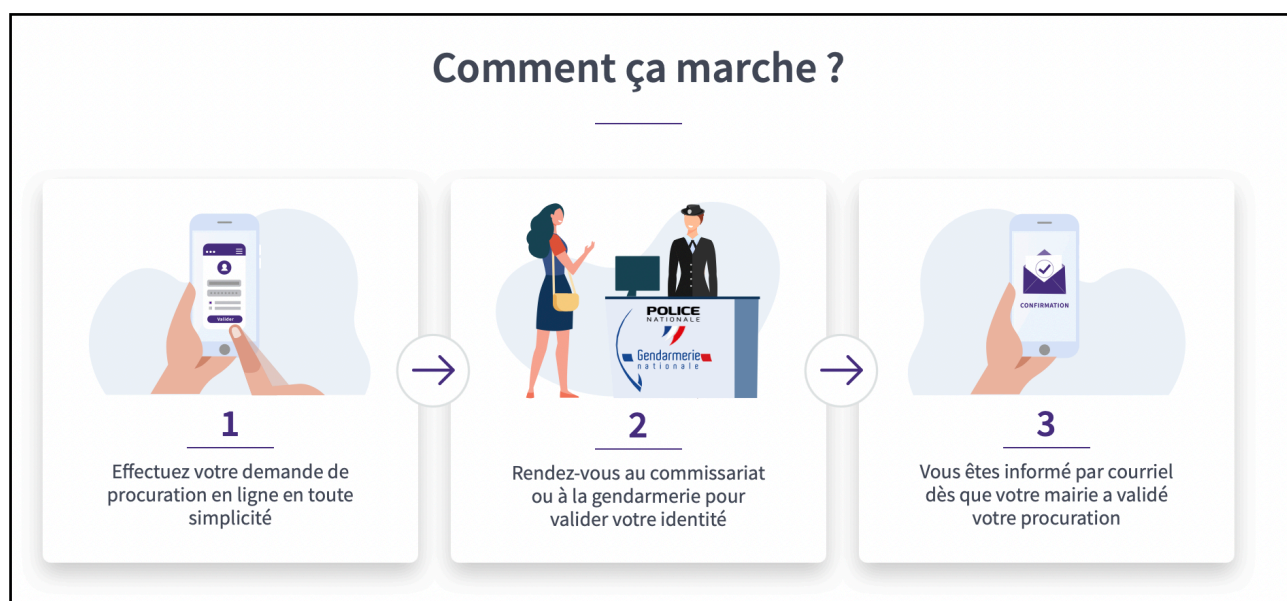 Comment ça marche ?
Valider
POLICE
NATIONALE
Gendarmerie
nationale
CONFIRMATION
1
Effectuez votre demande de
procuration en ligne en toute
simplicité
2
Rendez-vous au commissariat
ou à la gendarmerie pour
valider votre identité
3
Vous êtes informé par courriel
dès que votre mairie a validé
votre procuration